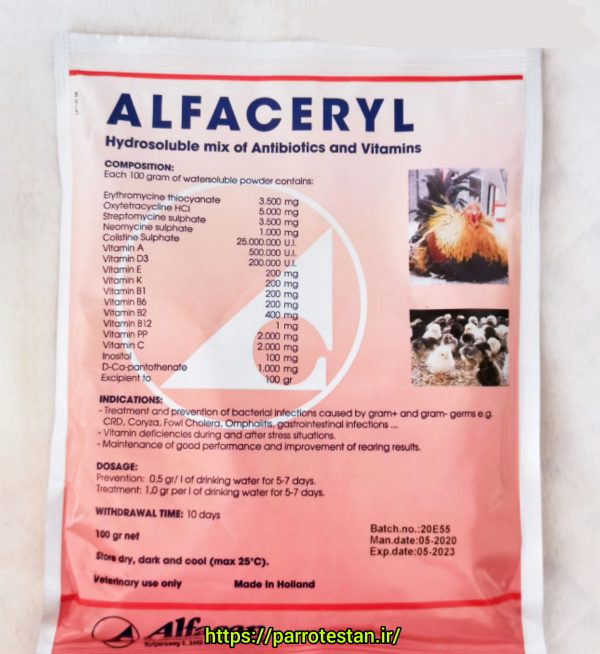 ALFACERYL
Hydrosoluble mix of Antibiotics and Vitamins
COMPOSITION:
Each 100 gram of watersoluble powder contains:
Erythromycine thiocyanate 3.500 mg
Oxytetracycline HCl 5.000 mg
Streptomycine sulphate 3.500 mg
Neomycine sulphate 1.000 mg
Colistine Sulphate 25.000.000 U.I.
Vitamin A 500.000 U.I.
Vitamin D3 200.000 U.I.
Vitamin E 200 mg
Vitamin K 200 mg
Vitamin B1 200 mg
Vitamin B6 200 mg
Vitamin B2 400 mg
Vitamin B12 1 mg
Vitamin PP 2.000 mg
Vitamin C 2.000 mg
Inositol 100 mg
D-Ca-pantothenate 1.000 mg
Excipient to 100 gr
INDICATIONS:
- Treatment and prevention of bacterial infections caused by gram+ and gram- germs e.g.
CRD, Coryza, Fowl Cholera, Omphalitis, gastrointestinal infections ...
- Vitamin deficiencies during and after stress situations.
- Maintenance of good performance and improvement of rearing results.
DOSAGE:
Prevention: 0,5 gr/ l of drinking water for 5-7 days.
Treatment: 1,0 gr per l of drinking water for 5-7 days.
WITHDRAWAL TIME: 10 days
100 gr net
Batch.no.:20E55
Man.date:05-2020
Exp.date:05-2023
Store dry, dark and cool (max 25°C).
Veterinary use only Made in Holland
https://parrotestan.ir/